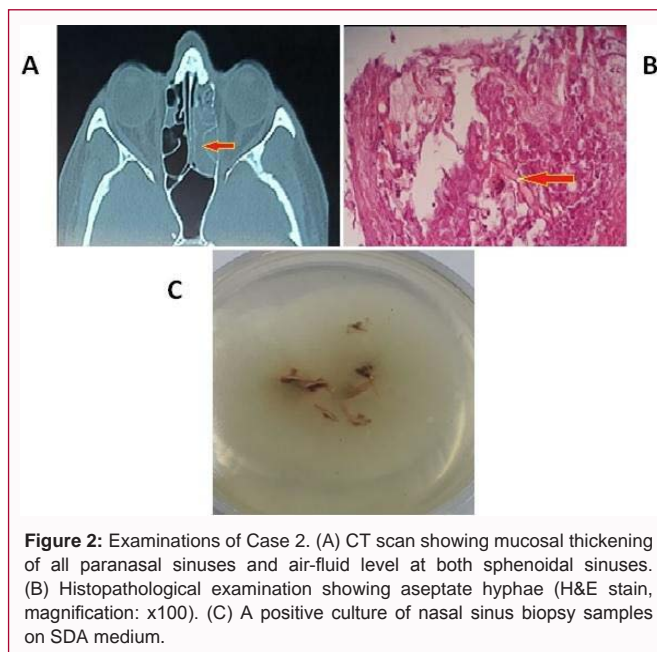 A
B
C
Figure 2: Examinations of Case 2. (A) CT scan showing mucosal thickening
of all paranasal sinuses and air-fluid level at both sphenoidal sinuses.
(B) Histopathological examination showing aseptate hyphae (H&E stain,
magnification: x100). (C) A positive culture of nasal sinus biopsy samples
on SDA medium.